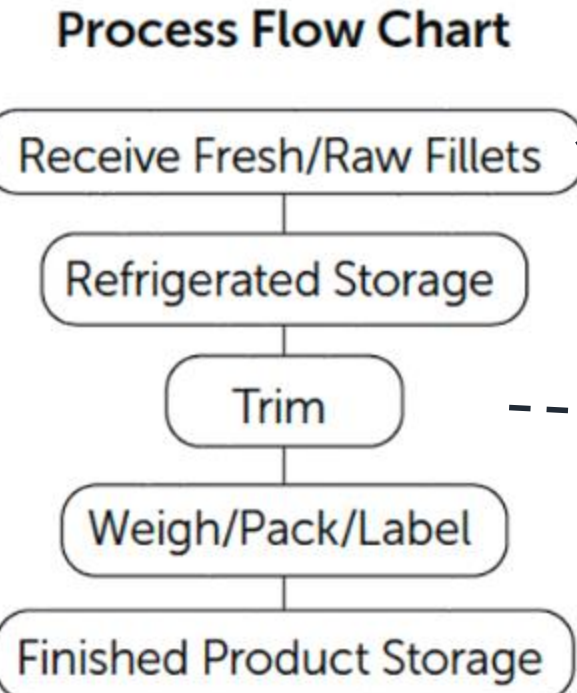 Process Flow Chart
Receive Fresh/Raw Fillets
Refrigerated Storage
Trim
Weigh/Pack/Label
Finished Product Storage